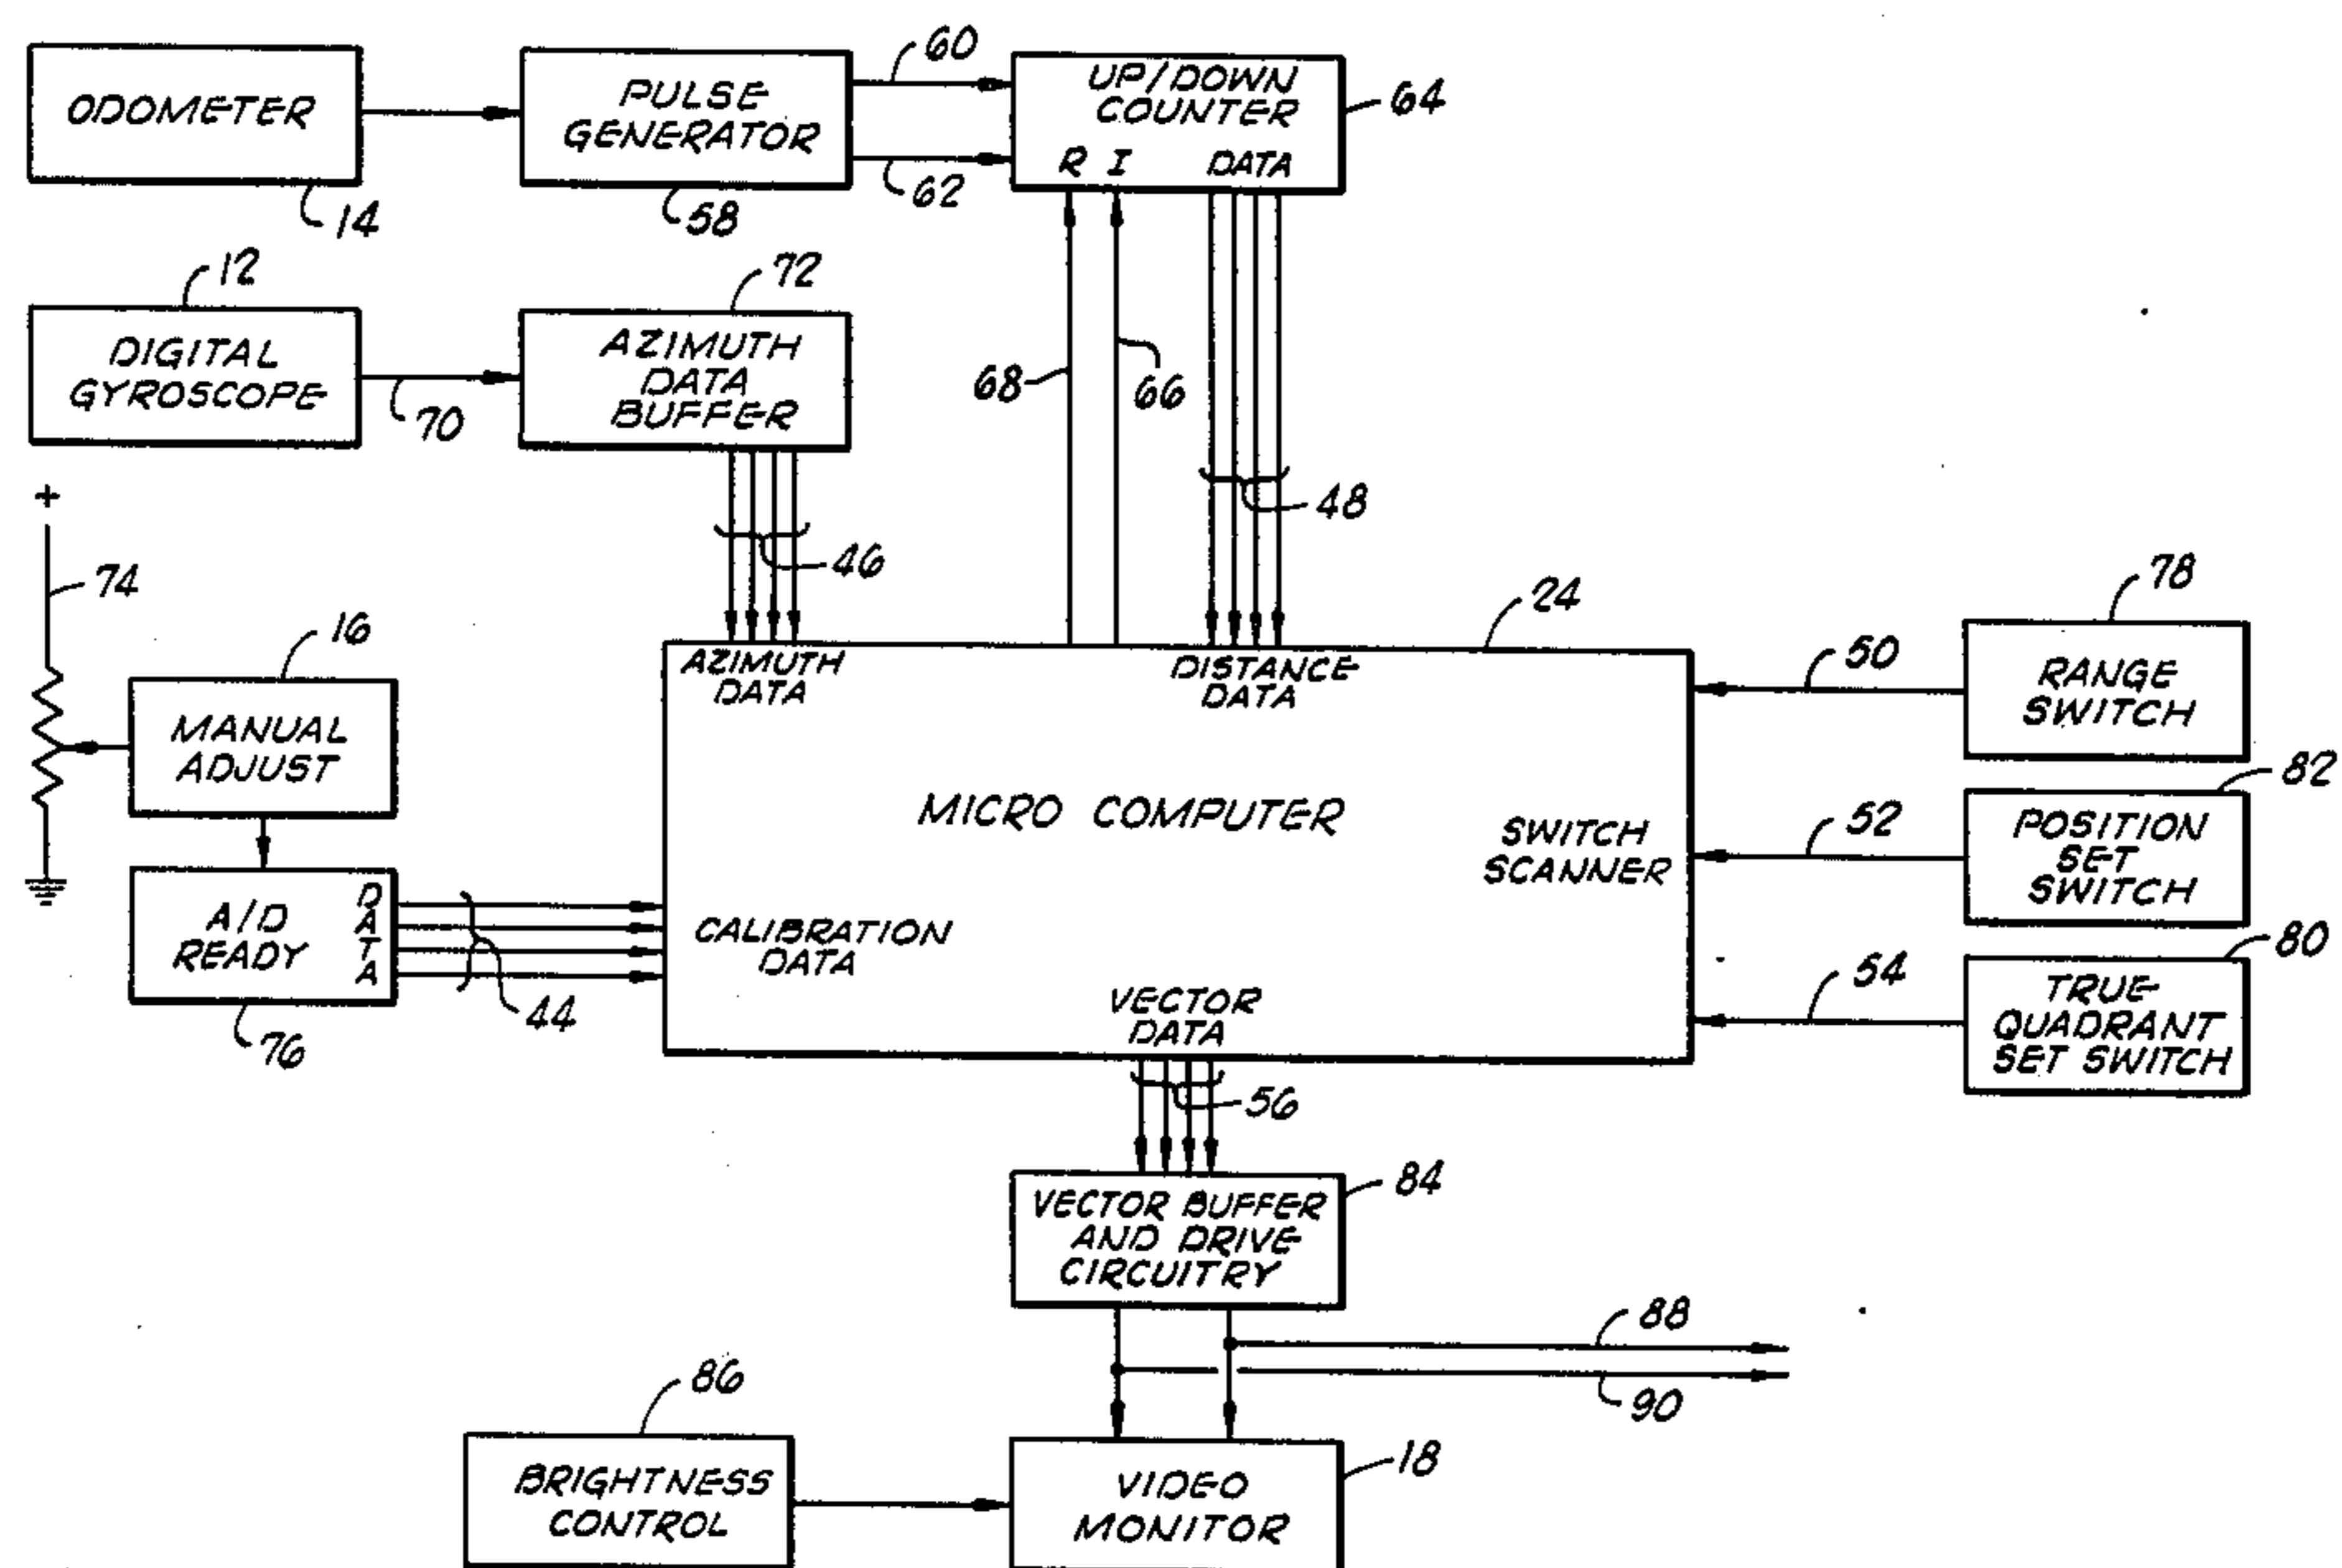 ODOMETER
14
PULSE
GENERATOR
58
60
62
UP/DOWN
COUNTER
R I DATA
64
12
DIGITAL
GYROSCOPE
70
72
AZIMUTH
DATA
BUFFER
46
68
66
48
+
74
16
MANUAL
ADJUST
A/D
READY
DATA
76
44
24
AZIMUTH
DATA
DISTANCE
DATA
MICRO COMPUTER
SWITCH
SCANNER
CALIBRATION
DATA
VECTOR
DATA
50
78
RANGE
SWITCH
52
82
POSITION
SET
SWITCH
54
80
TRUE
QUADRANT
SET SWITCH
56
VECTOR BUFFER
AND DRIVE
CIRCUITRY
84
88
90
86
BRIGHTNESS
CONTROL
VIDEO
MONITOR
18